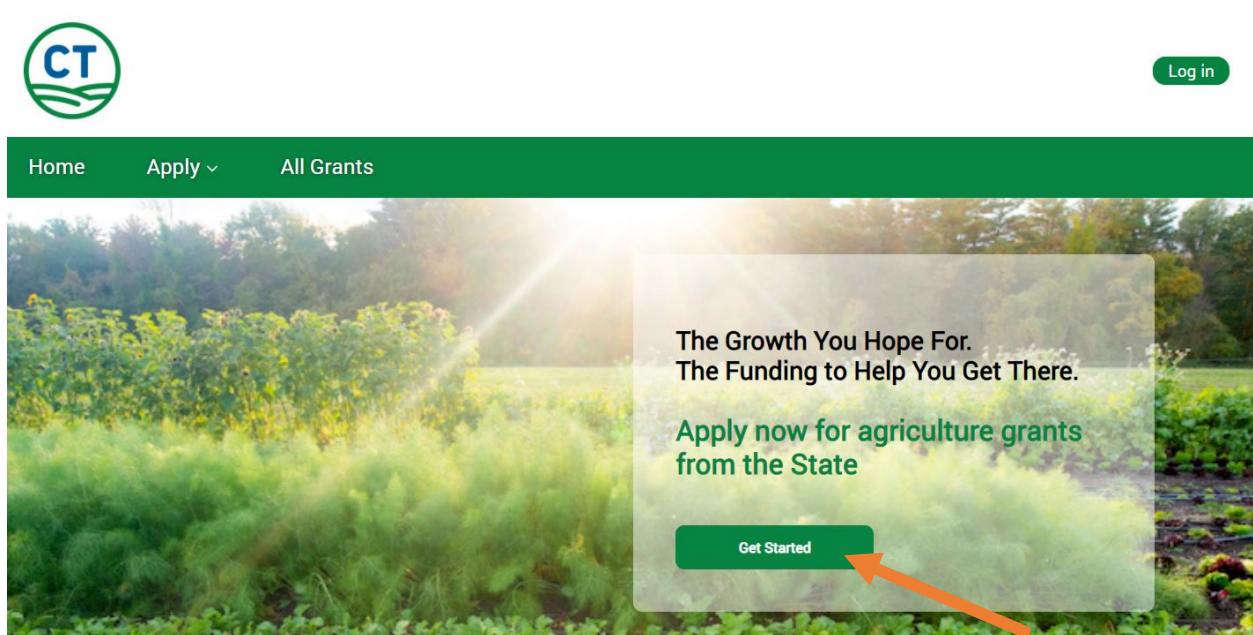 CT
Log in
Home
Apply
All Grants
The Growth You Hope For.
The Funding to Help You Get There.
Apply now for agriculture grants
from the State
Get Started